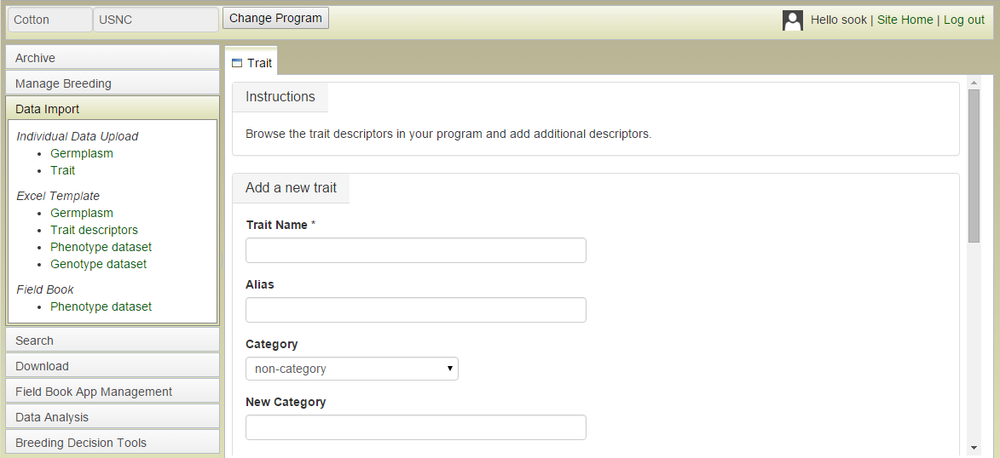 Cotton USNC Change Program Hello sook | Site Home | Log out
Archive
Manage Breeding
Data Import
Individual Data Upload
Germplasm
Trait
Excel Template
Germplasm
Trait descriptors
Phenotype dataset
Genotype dataset
Field Book
Phenotype dataset
Search
Download
Field Book App Management
Data Analysis
Breeding Decision Tools
Trait
Instructions
Browse the trait descriptors in your program and add additional descriptors.
Add a new trait
Trait Name *
Alias
Category
non-category
New Category